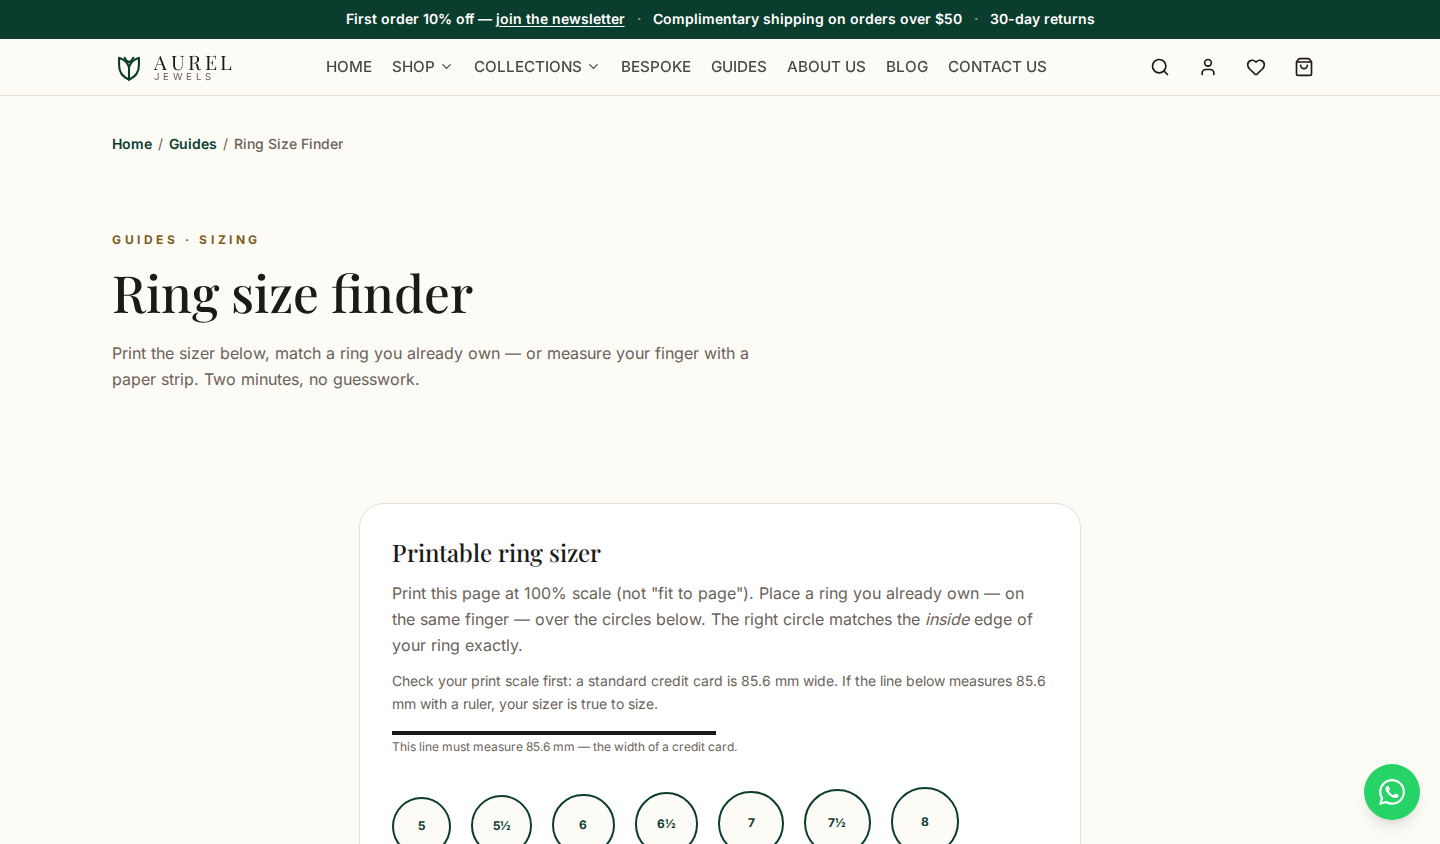 First order 10% off — join the newsletter · Complimentary shipping on orders over $50 · 30-day returns
AUREL
JEWELS
HOME SHOP COLLECTIONS BESPOKE GUIDES ABOUT US BLOG CONTACT US
Home / Guides / Ring Size Finder
GUIDES · SIZING
Ring size finder
Print the sizer below, match a ring you already own — or measure your finger with a
paper strip. Two minutes, no guesswork.
Printable ring sizer
Print this page at 100% scale (not "fit to page"). Place a ring you already own — on
the same finger — over the circles below. The right circle matches the inside edge of
your ring exactly.
Check your print scale first: a standard credit card is 85.6 mm wide. If the line below measures 85.6
mm with a ruler, your sizer is true to size.
This line must measure 85.6 mm — the width of a credit card.
5 5½ 6 6½ 7 7½ 8